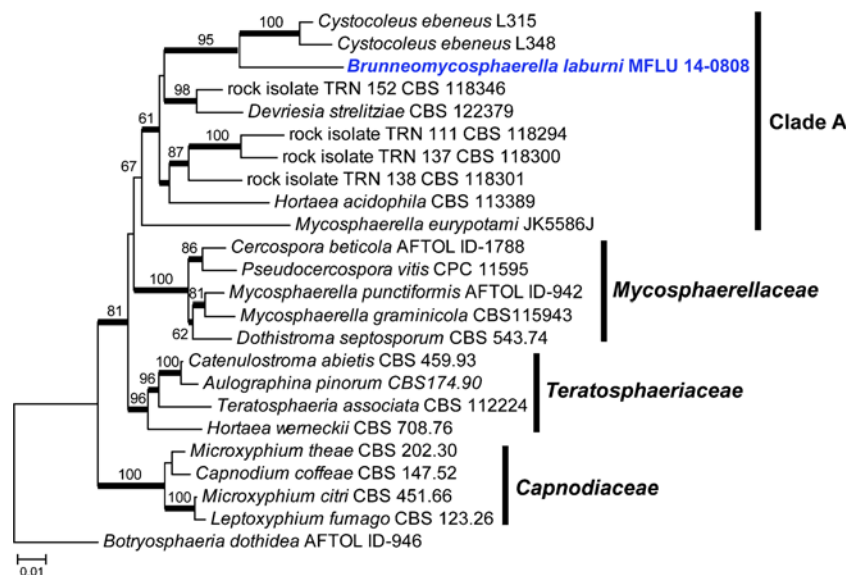 100
Cystocoleus ebeneus L315
95
Cystocoleus ebeneus L348
Brunneomycosphaerella laburni MFLU 14-0808
98
rock isolate TRN 152 CBS 118346
Devriesia strelitziae CBS 122379
Clade A
61
100
rock isolate TRN 111 CBS 118294
87
rock isolate TRN 137 CBS 118300
67
rock isolate TRN 138 CBS 118301
Hortaea acidophila CBS 113389
Mycosphaerella eurypotami JK5586J
86
Cercospora beticola AFTOL ID-1788
100
Pseudocercospora vitis CPC 11595
81
Mycosphaerella punctiformis AFTOL ID-942
Mycosphaerellaceae
81
Mycosphaerella graminicola CBS115943
62
Dothistroma septosporum CBS 543.74
100
Catenulostroma abietis CBS 459.93
96
Aulographina pinorum CBS174.90
Teratosphaeriaceae
96
Teratosphaeria associata CBS 112224
Hortaea werneckii CBS 708.76
Microxyphium theae CBS 202.30
100
Capnodium coffeae CBS 147.52
Capnodiaceae
100
Microxyphium citri CBS 451.66
Leptoxyphium fumago CBS 123.26
Botryosphaeria dothidea AFTOL ID-946
0.01